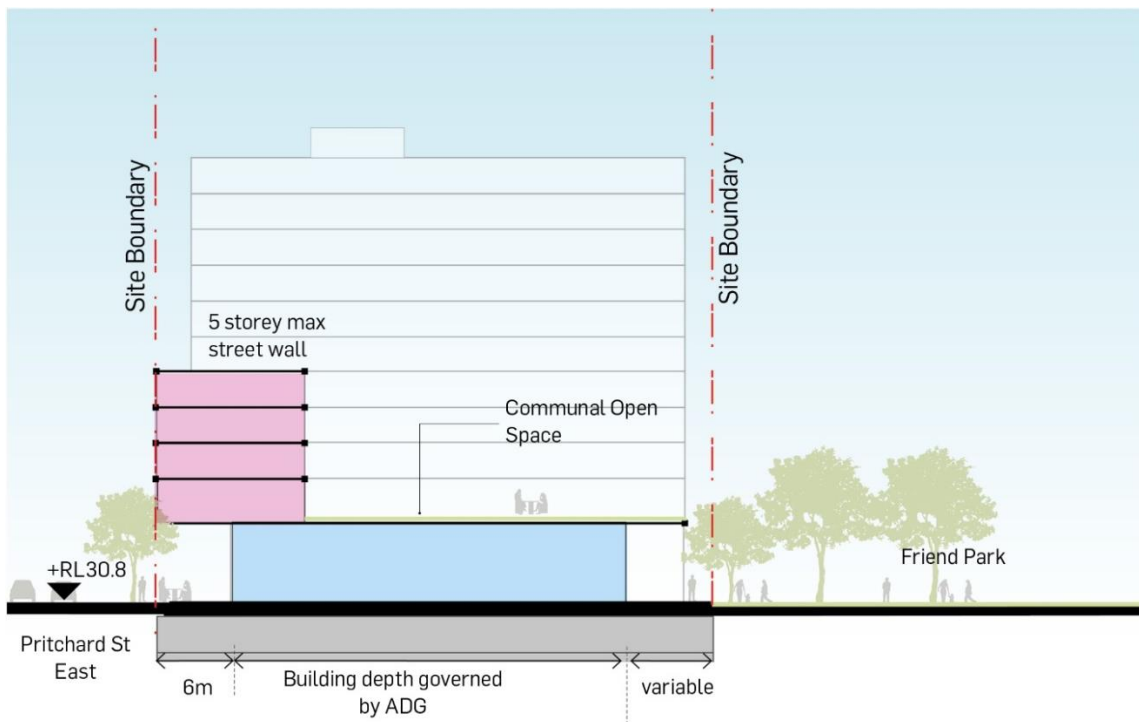 Site Boundary
Site Boundary
5 storey max
street wall
Communal Open
Space
+RL30.8
Friend Park
Pritchard St
East
6m
Building depth governed
by ADG
variable